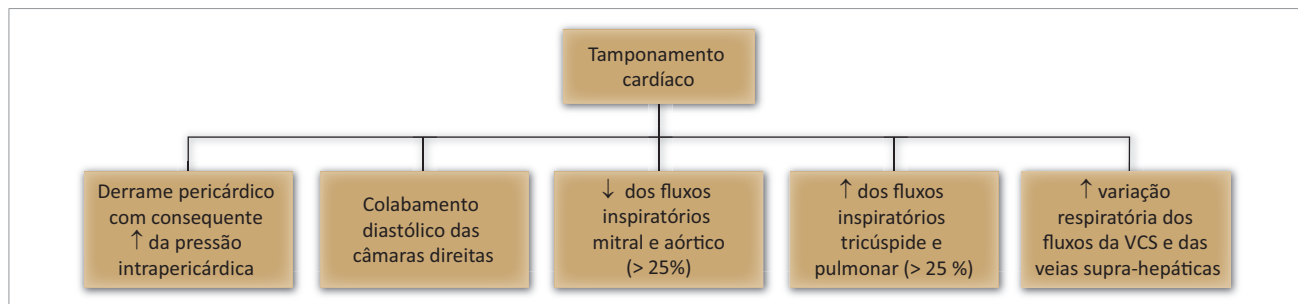 Tamponamento
cardíaco
Derrame pericárdico
com consequente
↑ da pressão
intrapericárdica
Colabamento
diastólico das
câmaras direitas
↓ dos fluxos
inspiratórios
mitral e aórtico
(> 25%)
↑ dos fluxos
inspiratórios
tricúspide e
pulmonar (> 25 %)
↑ variação
respiratória dos
fluxos da VCS e das
veias supra-hepáticas